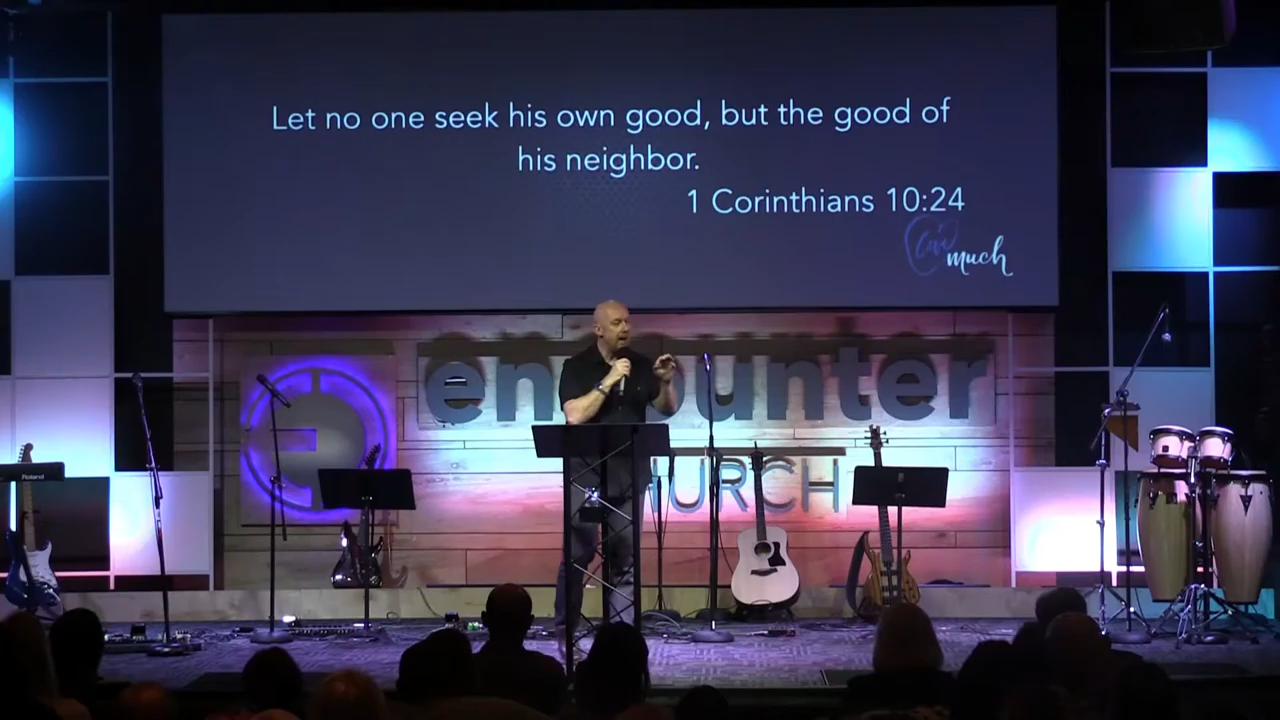 Let no one seek his own good, but the good of
his neighbor.
1 Corinthians 10:24
Love
much
encounter
CHURCH
Roland